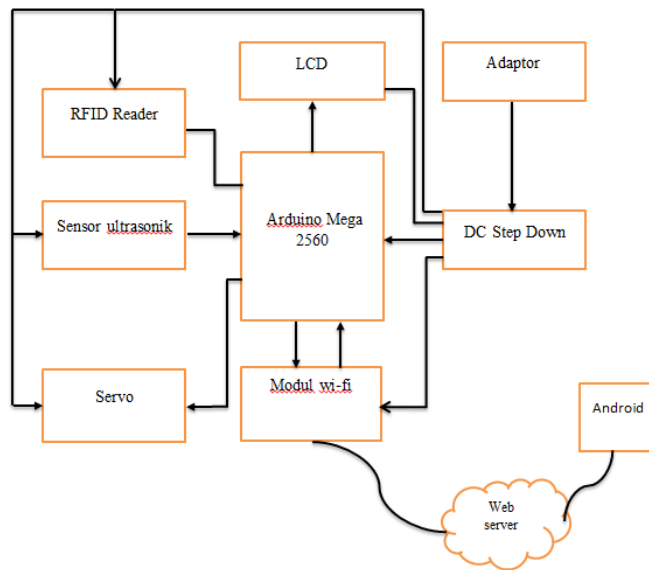 LCD
Adaptor
RFID Reader
Sensor ultrasonik
Arduino Mega
2560
DC Step Down
Servo
Modul wi-fi
Android
Web
server